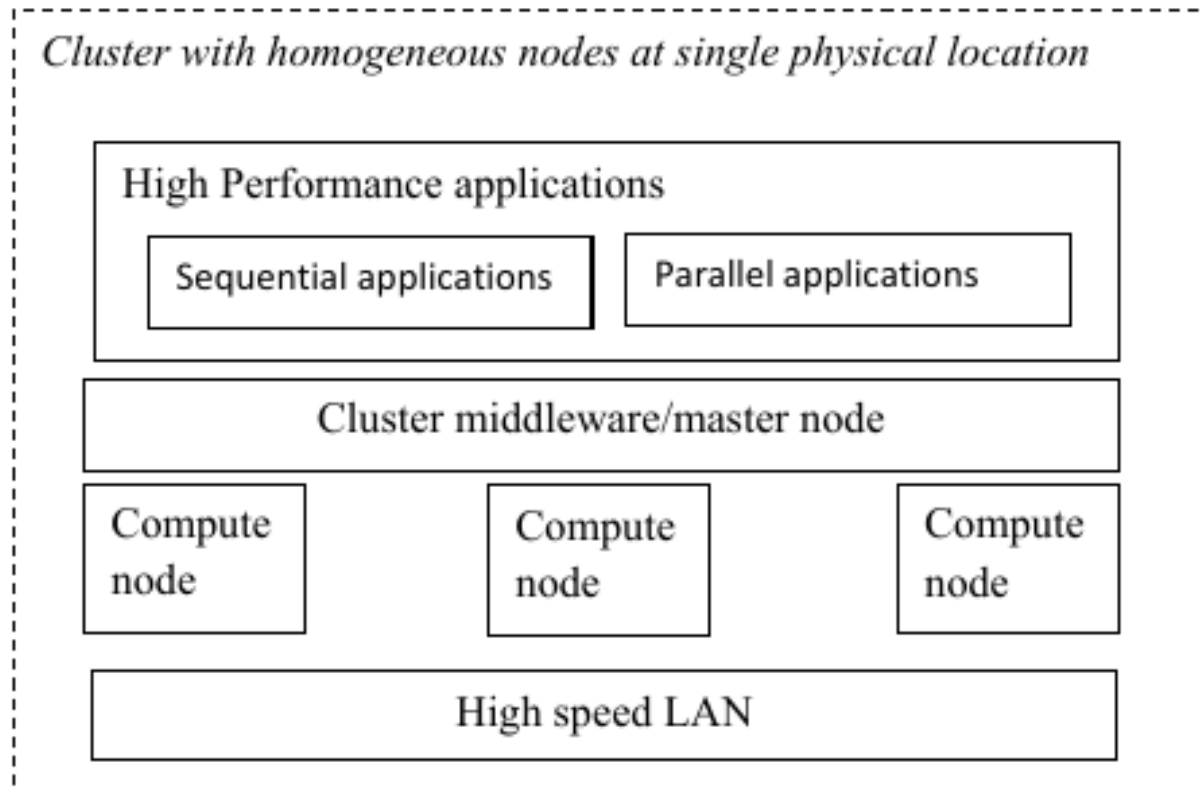 Cluster with homogeneous nodes at single physical location
High Performance applications
Sequential applications
Parallel applications
Cluster middleware/master node
Compute
node
Compute
node
Compute
node
High speed LAN